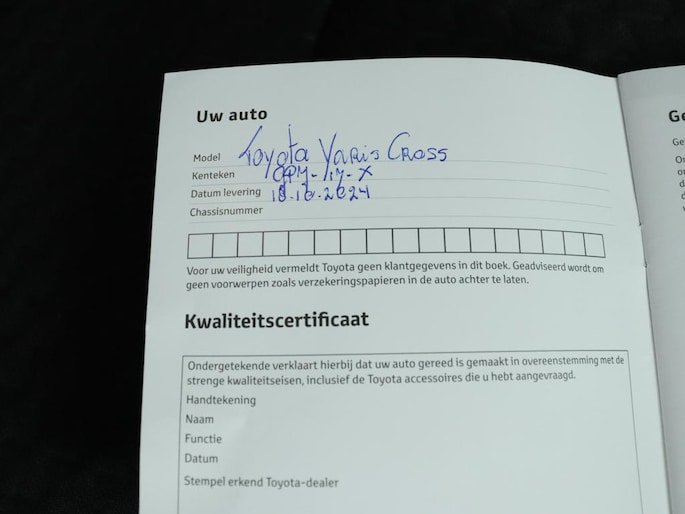 Uw auto
Model Toyota Yaris Cross
Kenteken
Datum levering 18.10.2024
Chassisnummer
Voor uw veiligheid vermeldt Toyota geen klantgegevens in dit boek. Geadviseerd wordt om
geen voorwerpen zoals verzekeringspapieren in de auto achter te laten.
Kwaliteitscertificaat
Ondergetekende verklaart hierbij dat uw auto gereed is gemaakt in overeenstemming met de
strenge kwaliteitseisen, inclusief de Toyota accessoires die u hebt aangevraagd.
Handtekening
Naam
Functie
Datum
Stempel erkend Toyota-dealer